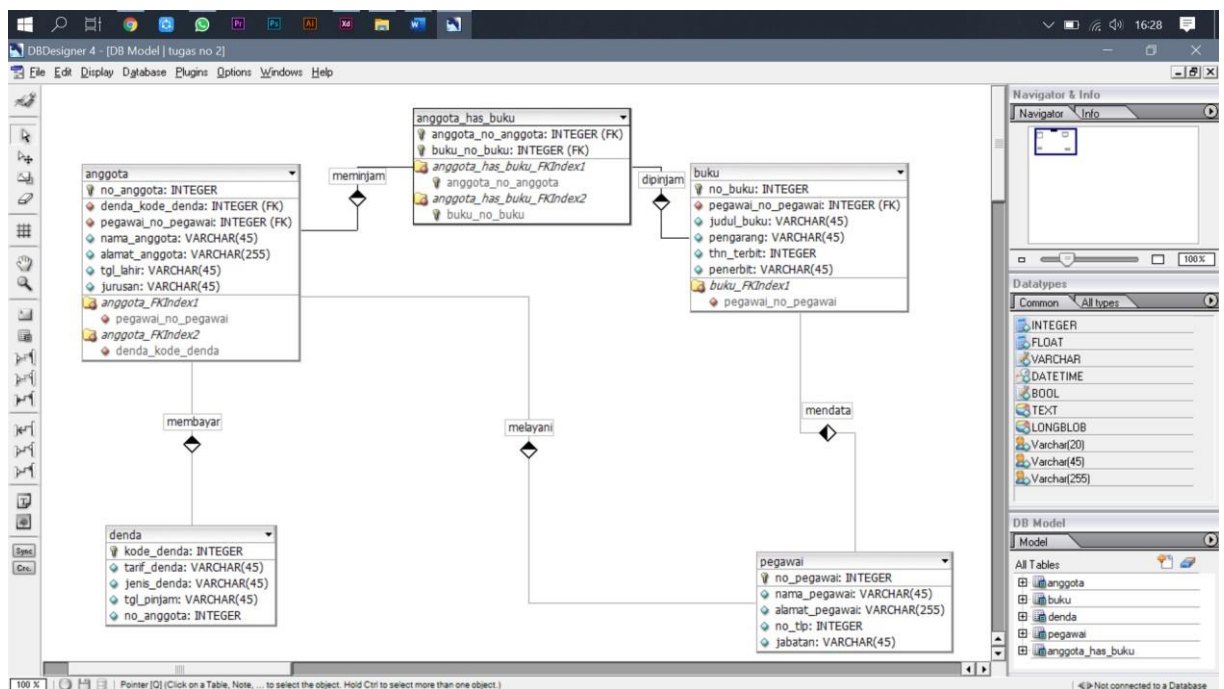 Pr
Ps
Ai
Xd
16:28
DBDesigner 4 - [DB Model | tugas no 2]
File Edit Display Database Plugins Options Windows Help
anggota_has_buku
anggota_no_anggota: INTEGER (FK)
buku_no_buku: INTEGER (FK)
anggota_has_buku_FKIndex1
anggota_no_anggota
anggota_has_buku_FKIndex2
buku_no_buku
meminjam
dipinjam
anggota
no_anggota: INTEGER
denda_kode_denda: INTEGER (FK)
pegawai_no_pegawai: INTEGER (FK)
nama_anggota: VARCHAR(45)
alamat_anggota: VARCHAR(255)
tgl_lahir: VARCHAR(45)
jurusan: VARCHAR(45)
anggota_FKIndex1
pegawai_no_pegawai
anggota_FKIndex2
denda_kode_denda
buku
no_buku: INTEGER
pegawai_no_pegawai: INTEGER (FK)
judul_buku: VARCHAR(45)
pengarang: VARCHAR(45)
thn_terbit: INTEGER
penerbit: VARCHAR(45)
buku_FKIndex1
pegawai_no_pegawai
membayar
melayani
mendata
denda
kode_denda: INTEGER
tarif_denda: VARCHAR(45)
jenis_denda: VARCHAR(45)
tgl_pinjam: VARCHAR(45)
no_anggota: INTEGER
pegawai
no_pegawai: INTEGER
nama_pegawai: VARCHAR(45)
alamat_pegawai: VARCHAR(255)
no_tlp: INTEGER
jabatan: VARCHAR(45)
Navigator & Info
Navigator Info
100%
Datatypes
Common All types
INTEGER
FLOAT
VARCHAR
DATETIME
BOOL
TEXT
LONGBLOB
Varchar(20)
Varchar(45)
Varchar(255)
DB Model
Model
All Tables
anggota
buku
denda
pegawai
anggota_has_buku
Sync
100 % Pointer [Q] (Click on a Table, Note, ... to select the object. Hold Ctrl to select more than one object.) Not connected to a Database